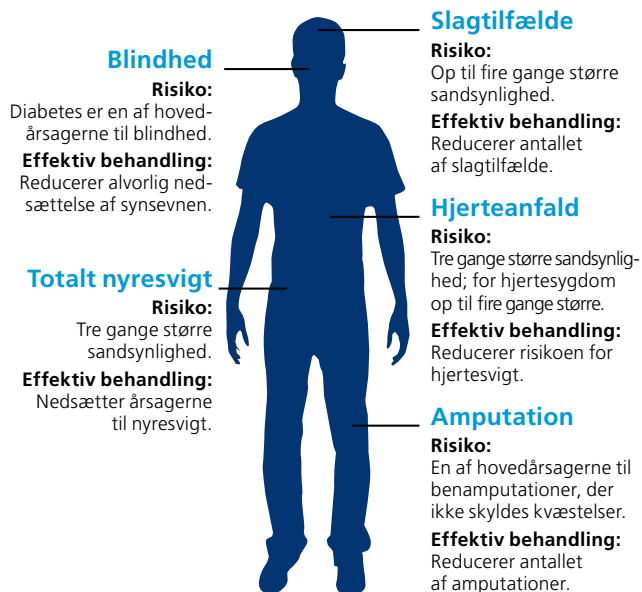 Blindhed
Risiko:
Diabetes er en af hoved-
årsagerne til blindhed.
Effektiv behandling:
Reducerer alvorlig ned-
sættelse af synsevnen.
Totalt nyresvigt
Risiko:
Tre gange større
sandsynlighed.
Effektiv behandling:
Nedsætter årsagerne
til nyresvigt.
Slagtilfælde
Risiko:
Op til fire gange større
sandsynlighed.
Effektiv behandling:
Reducerer antallet
af slagtilfælde.
Hjerteanfald
Risiko:
Tre gange større sandsynlig-
hed; for hjertesygdom
op til fire gange større.
Effektiv behandling:
Reducerer risikoen for
hjertesvigt.
Amputation
Risiko:
En af hovedårsagerne til
benamputationer, der
ikke skyldes kvæstelser.
Effektiv behandling:
Reducerer antallet
af amputationer.